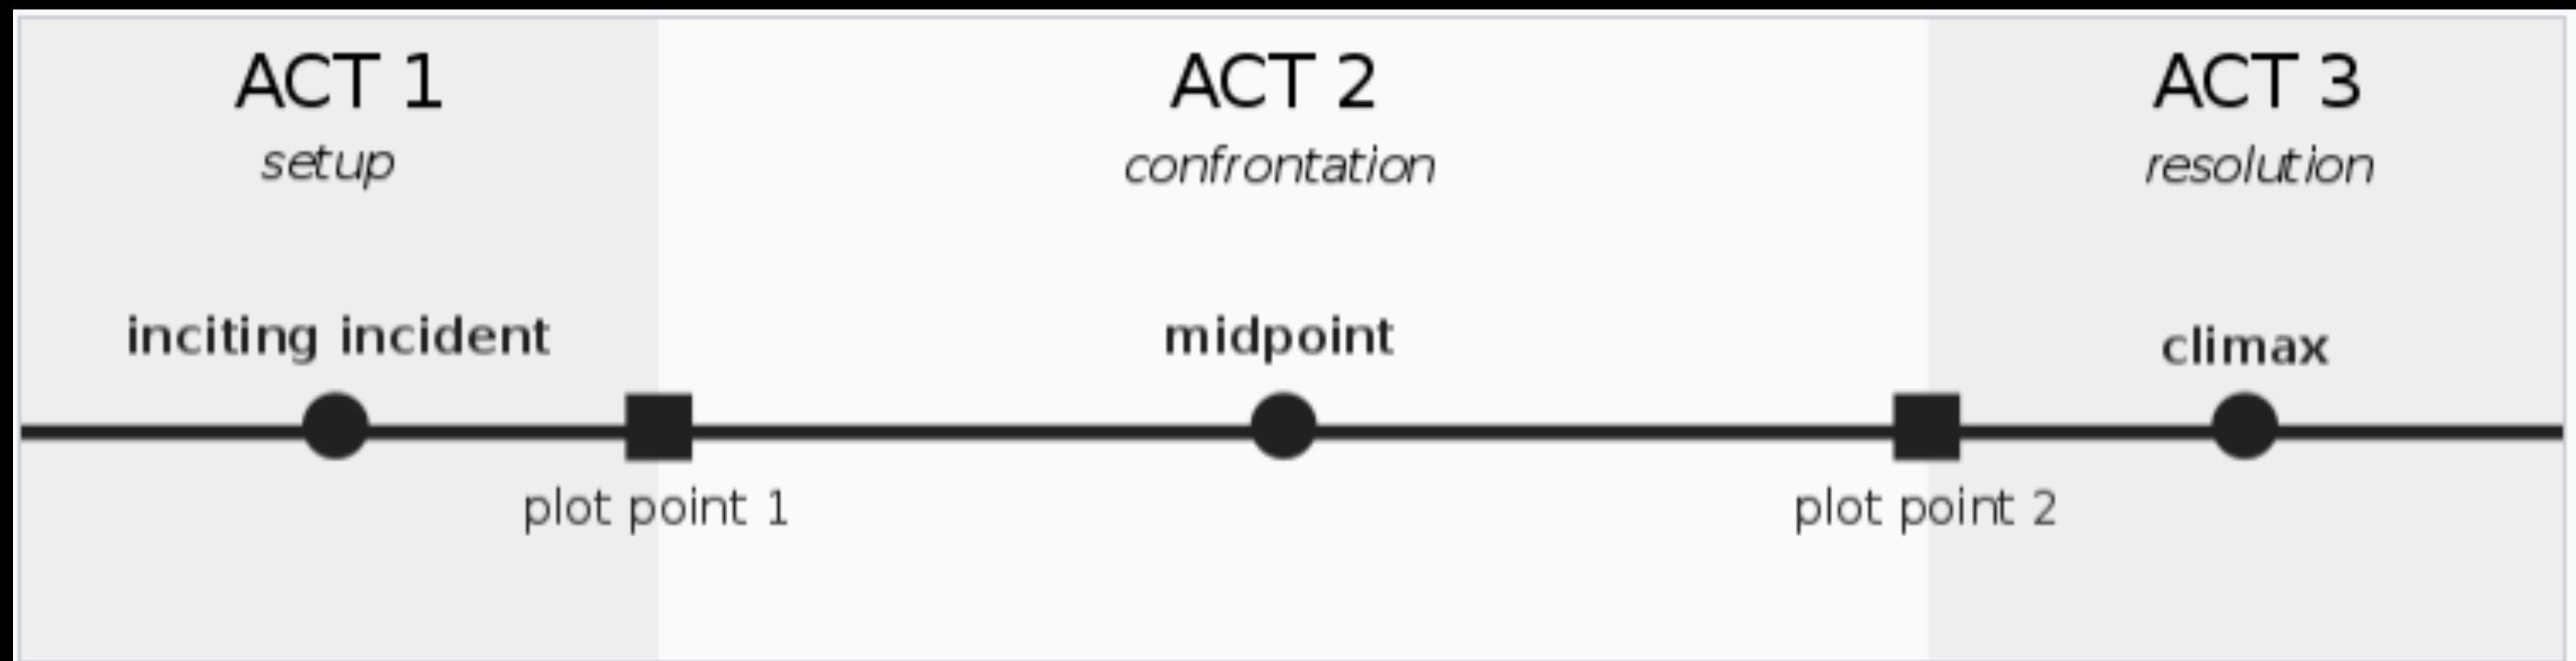 ACT 1
setup
ACT 2
confrontation
ACT 3
resolution
inciting incident
midpoint
climax
plot point 1
plot point 2